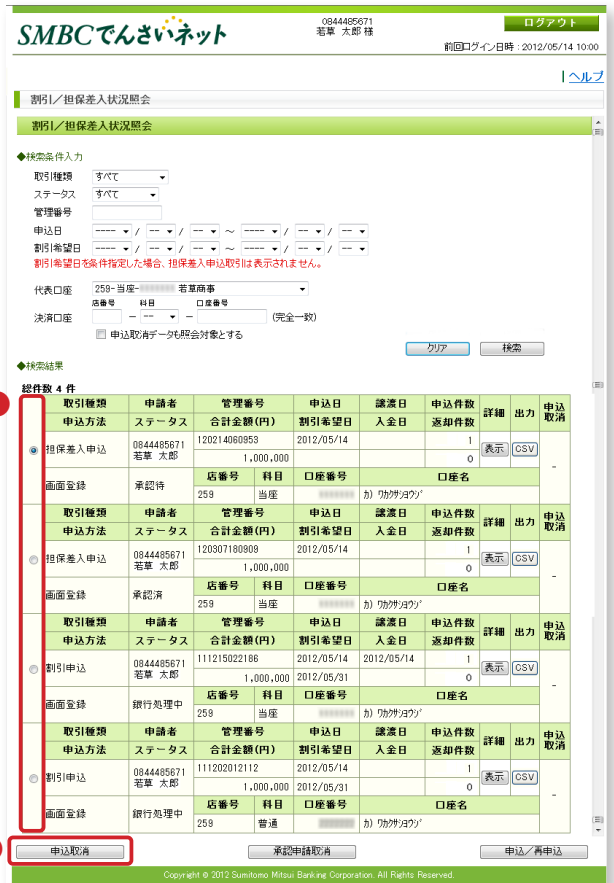 SMBCでんさいネット
0844485671
若草 太郎 様
ログアウト
前回ログイン日時 : 2012/05/14 10:00
ヘルプ
割引/担保差入状況照会
割引/担保差入状況照会
◆検索条件入力
取引種類 すべて
ステータス すべて
管理番号
申込日 ---- / -- / -- ~ ---- / -- / --
割引希望日 ---- / -- / -- ~ ---- / -- / --
割引希望日を条件指定した場合、担保差入申込取引は表示されません。
代表口座 259-当座- 若草商事
店番号 科目 口座番号
決済口座 - -- - (完全一致)
申込取消データも照会対象とする
クリア 検索
◆検索結果
総件数 4 件
取引種類 申請者 管理番号 申込日 譲渡日 申込件数 詳細 出力 申込取消
申込方法 ステータス 合計金額(円) 割引希望日 入金日 返却件数
担保差入申込 0844485671 若草 太郎 120214060953 2012/05/14 1 表示 CSV -
1,000,000 0
画面登録 承認待 店番号 科目 口座番号 口座名
259 当座 カ) ワカクサシヨウジ
取引種類 申請者 管理番号 申込日 譲渡日 申込件数 詳細 出力 申込取消
申込方法 ステータス 合計金額(円) 割引希望日 入金日 返却件数
担保差入申込 0844485671 若草 太郎 120307180909 2012/05/14 1 表示 CSV -
1,000,000 0
画面登録 承認済 店番号 科目 口座番号 口座名
259 当座 カ) ワカクサシヨウジ
取引種類 申請者 管理番号 申込日 譲渡日 申込件数 詳細 出力 申込取消
申込方法 ステータス 合計金額(円) 割引希望日 入金日 返却件数
割引申込 0844485671 若草 太郎 111215022186 2012/05/14 2012/05/14 1 表示 CSV -
1,000,000 2012/05/31 0
画面登録 銀行処理中 店番号 科目 口座番号 口座名
259 当座 カ) ワカクサシヨウジ
取引種類 申請者 管理番号 申込日 譲渡日 申込件数 詳細 出力 申込取消
申込方法 ステータス 合計金額(円) 割引希望日 入金日 返却件数
割引申込 0844485671 若草 太郎 111202012112 2012/05/14 1 表示 CSV -
1,000,000 2012/05/31 0
画面登録 銀行処理中 店番号 科目 口座番号 口座名
259 普通 カ) ワカクサシヨウジ
申込取消 承認申請取消 申込/再申込
Copyright © 2012 Sumitomo Mitsui Banking Corporation. All Rights Reserved.